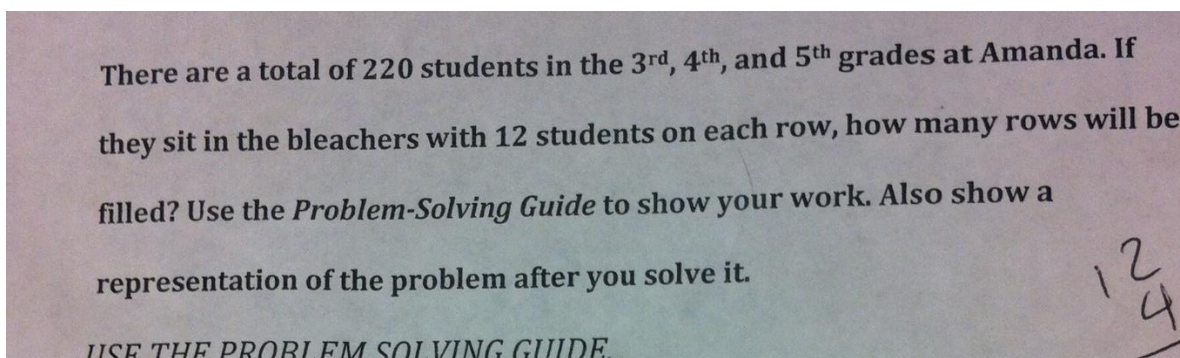 There are a total of 220 students in the 3rd, 4th, and 5th grades at Amanda. If
they sit in the bleachers with 12 students on each row, how many rows will be
filled? Use the Problem-Solving Guide to show your work. Also show a
representation of the problem after you solve it.
12
4
USE THE PROBLEM SOLVING GUIDE